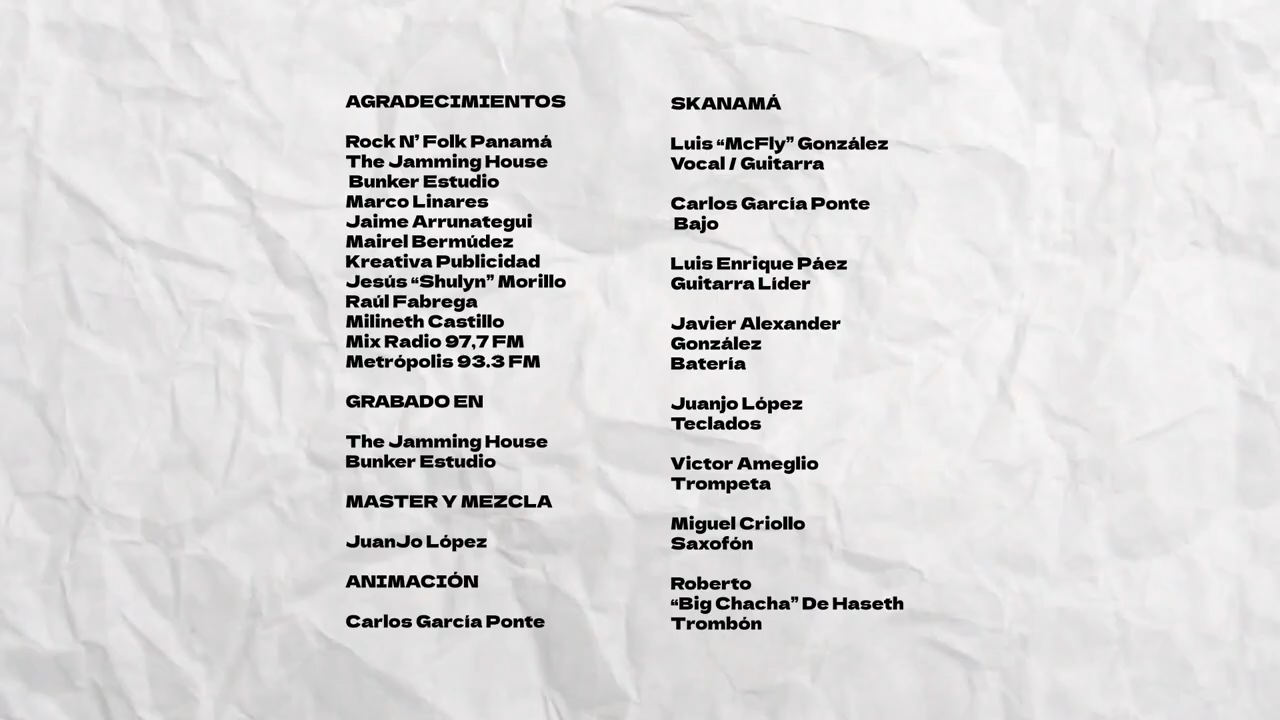 AGRADECIMIENTOS
Rock N’ Folk Panamá
The Jamming House
Bunker Estudio
Marco Linares
Jaime Arrunategui
Mairel Bermúdez
Kreativa Publicidad
Jesús “Shulyn” Morillo
Raúl Fabrega
Milineth Castillo
Mix Radio 97,7 FM
Metrópolis 93.3 FM
GRABADO EN
The Jamming House
Bunker Estudio
MASTER Y MEZCLA
JuanJo López
ANIMACIÓN
Carlos García Ponte
SKANAMÁ
Luis “McFly” González
Vocal / Guitarra
Carlos García Ponte
Bajo
Luis Enrique Páez
Guitarra Líder
Javier Alexander
González
Batería
Juanjo López
Teclados
Victor Ameglio
Trompeta
Miguel Criollo
Saxofón
Roberto
“Big Chacha” De Haseth
Trombón